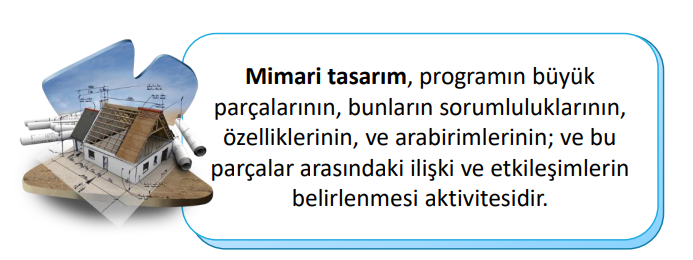 Mimari tasarım, programın büyük
parçalarının, bunların sorumluluklarının,
özelliklerinin, ve arabirimlerinin; ve bu
parçalar arasındaki ilişki ve etkileşimlerin
belirlenmesi aktivitesidir.